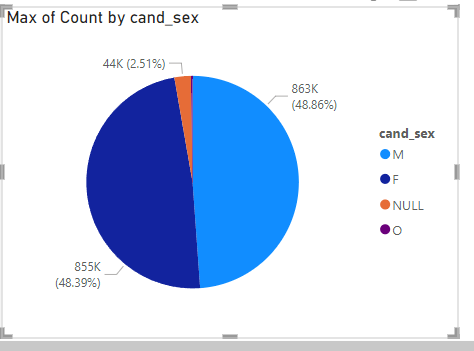 Max of Count by cand_sex
44K (2.51%)
863K
(48.86%)
cand_sex
M
F
NULL
O
855K
(48.39%)